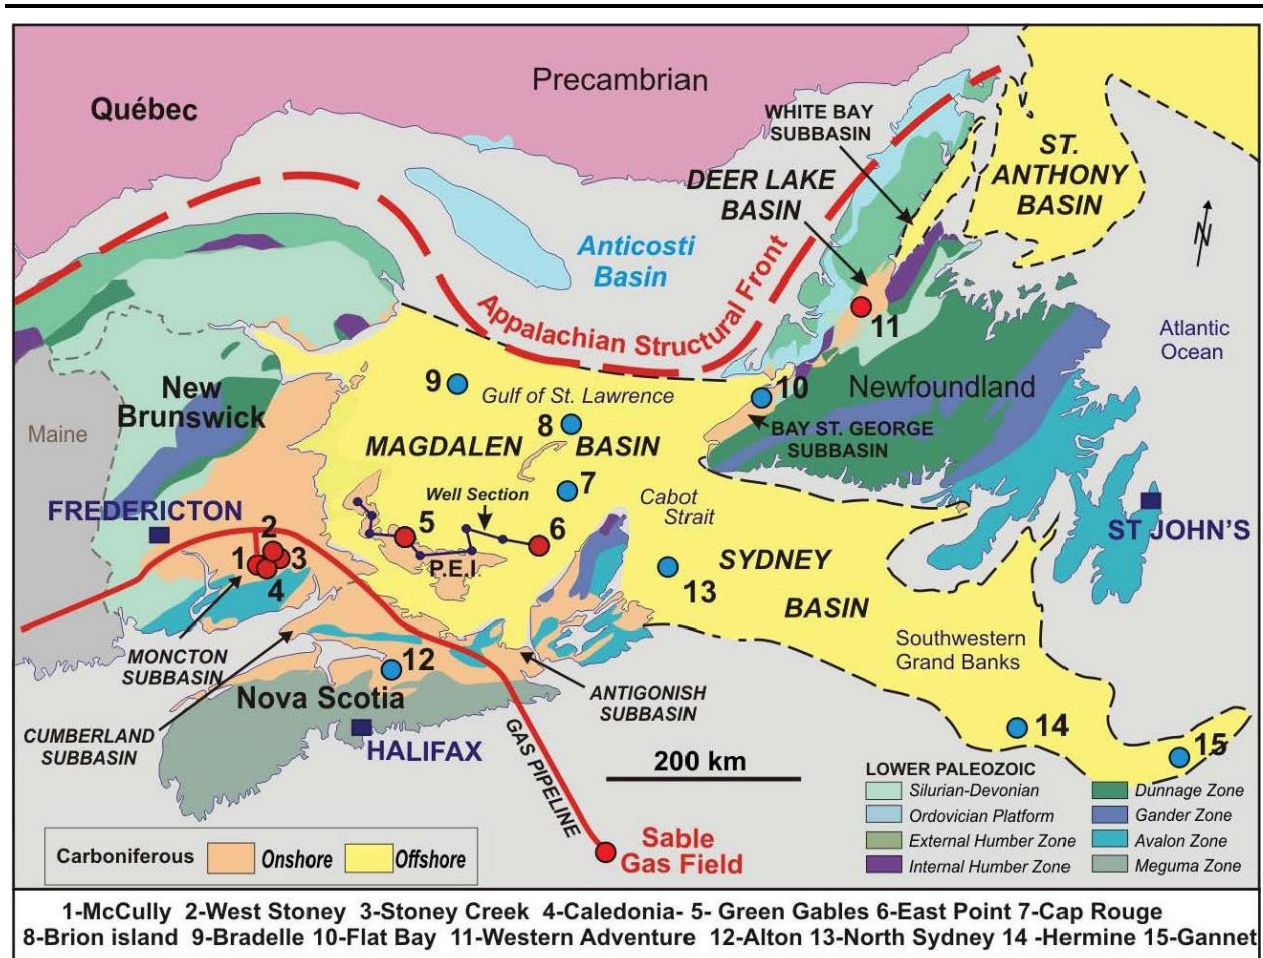 Québec
Precambrian
WHITE BAY
SUBBASIN
ST.
ANTHONY
BASIN
DEER LAKE
BASIN
N
Anticosti
Basin
Appalachian Structural Front
11
Atlantic
Ocean
New
Brunswick
Maine
9
Gulf of St. Lawrence
10
Newfoundland
8
MAGDALEN BASIN
BAY ST. GEORGE
SUBBASIN
7
Well Section
Cabot
Strait
FREDERICTON
5
6
ST JOHN'S
2
1
3
4
P.E.I.
SYDNEY
BASIN
13
MONCTON
SUBBASIN
12
Southwestern
Grand Banks
Nova Scotia
ANTIGONISH
SUBBASIN
CUMBERLAND
SUBBASIN
HALIFAX
GAS PIPELINE
14
15
200 km
Sable
Gas Field
LOWER PALEOZOIC
Silurian-Devonian
Ordovician Platform
External Humber Zone
Internal Humber Zone
Dunnage Zone
Gander Zone
Avalon Zone
Meguma Zone
Carboniferous Onshore Offshore
1-McCully 2-West Stoney 3-Stoney Creek 4-Caledonia- 5- Green Gables 6-East Point 7-Cap Rouge
8-Brion island 9-Bradelle 10-Flat Bay 11-Western Adventure 12-Alton 13-North Sydney 14 -Hermine 15-Gannet